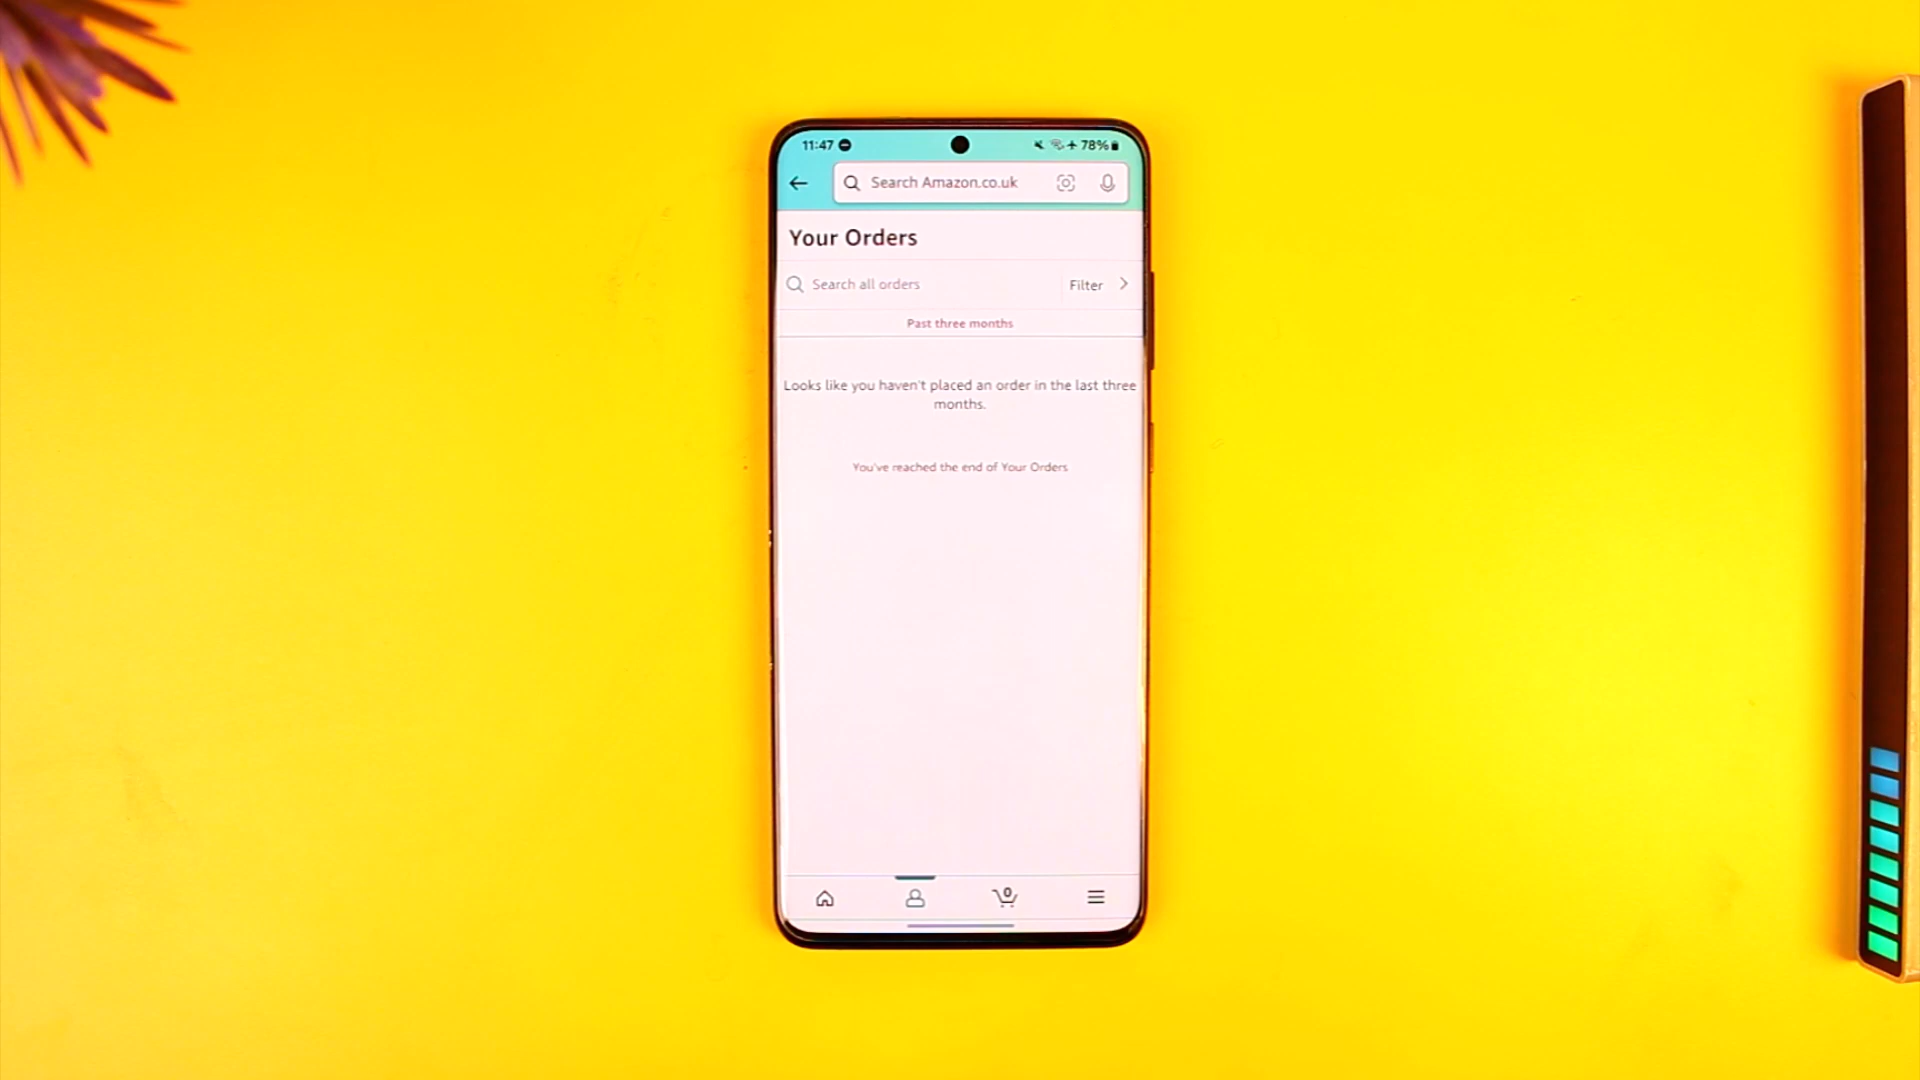 11:47 78%
Search Amazon.co.uk
Your Orders
Search all orders Filter
Past three months
Looks like you haven't placed an order in the last three
months.
You've reached the end of Your Orders
0